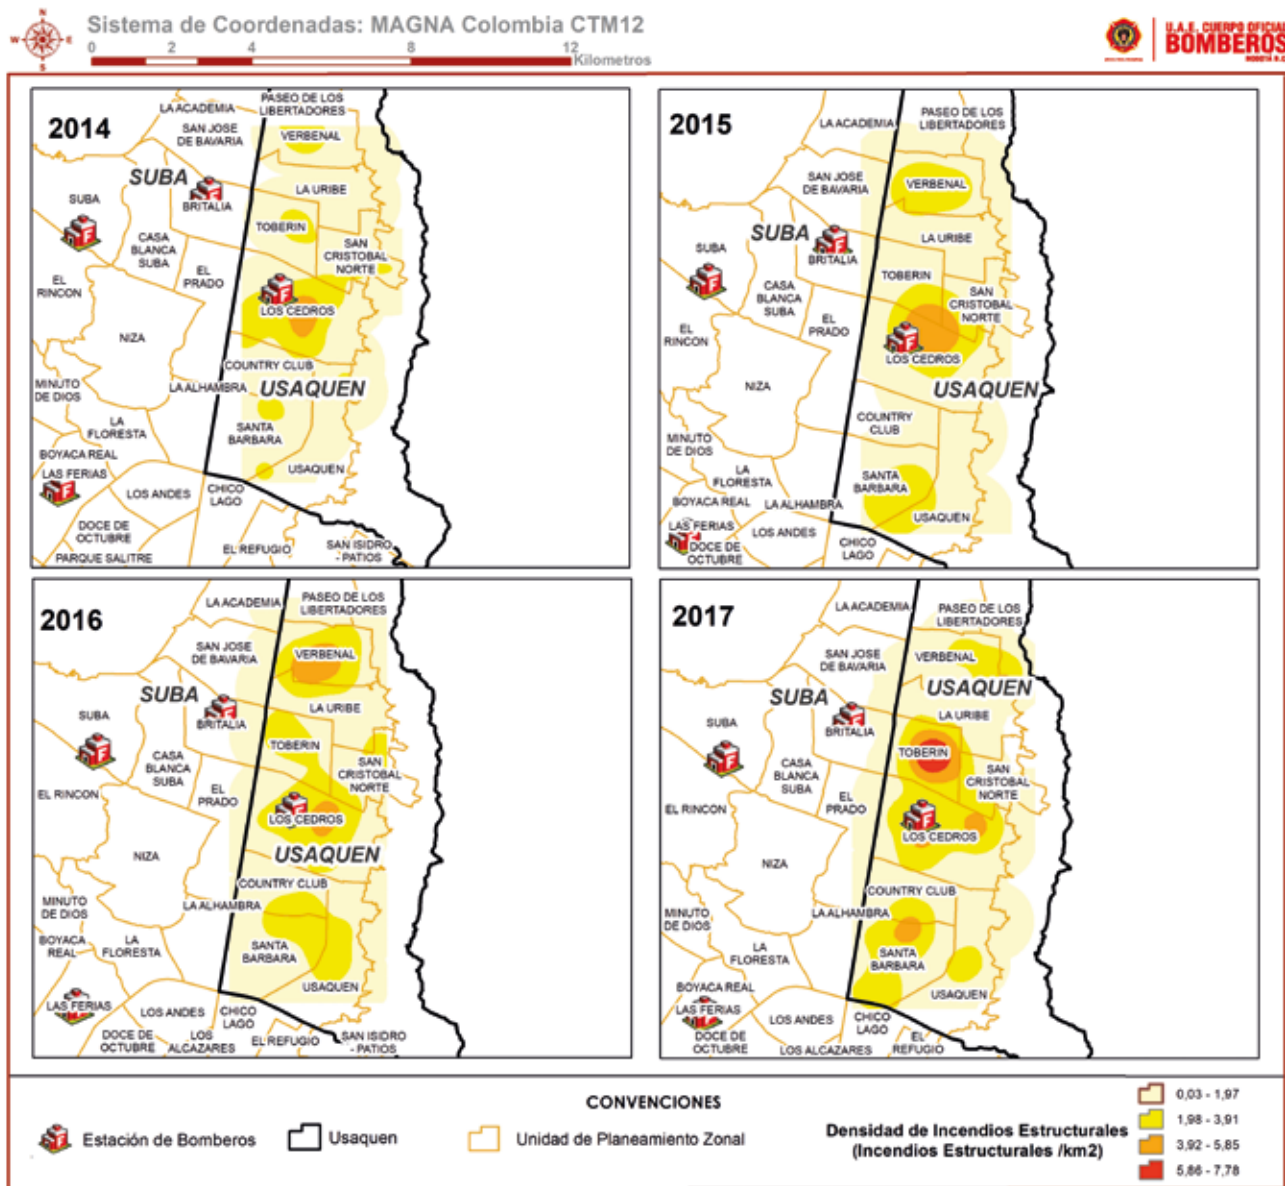 N
W
E
S
Sistema de Coordenadas: MAGNA Colombia CTM12
0 2 4 8 12
Kilometros
U.A.E. CUERPO OFICIAL
BOMBEROS
2014
LA ACADEMIA
PASEO DE LOS
LIBERTADORES
SAN JOSE
DE BAVARIA
VERBENAL
SUBA
SUBA
BRITALIA
LA URIBE
TOBERIN
CASA
BLANCA
SUBA
SAN
CRISTOBAL
NORTE
EL
RINCON
EL
PRADO
LOS CEDROS
NIZA
COUNTRY CLUB
MINUTO
DE DIOS
LA ALHAMBRA
USAQUEN
LA
FLORESTA
SANTA
BARBARA
BOYACA REAL
LAS FERIAS
USAQUEN
LOS ANDES
CHICO
LAGO
DOCE DE
OCTUBRE
PARQUE SALITRE
EL REFUGIO
SAN ISIDRO
- PATIOS
2015
LA ACADEMIA
PASEO DE LOS
LIBERTADORES
SAN JOSE
DE BAVARIA
VERBENAL
SUBA
SUBA
BRITALIA
LA URIBE
TOBERIN
CASA
BLANCA
SUBA
SAN
CRISTOBAL
NORTE
EL
RINCON
EL
PRADO
LOS CEDROS
NIZA
USAQUEN
COUNTRY
CLUB
MINUTO
DE DIOS
LA
FLORESTA
SANTA
BARBARA
BOYACA REAL
LA ALHAMBRA
USAQUEN
LAS FERIAS
LOS ANDES
DOCE DE
OCTUBRE
CHICO
LAGO
2016
LA ACADEMIA
PASEO DE LOS
LIBERTADORES
SAN JOSE
DE BAVARIA
VERBENAL
SUBA
SUBA
BRITALIA
LA URIBE
TOBERIN
CASA
BLANCA
SUBA
SAN
CRISTOBAL
NORTE
EL RINCON
EL
PRADO
LOS CEDROS
NIZA
USAQUEN
COUNTRY CLUB
MINUTO
DE DIOS
LA ALHAMBRA
BOYACA
REAL
LA
FLORESTA
SANTA
BARBARA
USAQUEN
LAS FERIAS
LOS ANDES
CHICO
LAGO
DOCE DE
OCTUBRE
LOS
ALCAZARES
EL REFUGIO
SAN ISIDRO
- PATIOS
2017
LA ACADEMIA
PASEO DE LOS
LIBERTADORES
SAN JOSE
DE BAVARIA
VERBENAL
USAQUEN
SUBA
SUBA
BRITALIA
LA URIBE
TOBERIN
CASA
BLANCA
SUBA
SAN
CRISTOBAL
NORTE
EL RINCON
EL
PRADO
LOS CEDROS
NIZA
COUNTRY CLUB
MINUTO
DE DIOS
LA ALHAMBRA
LA
FLORESTA
SANTA
BARBARA
BOYACA REAL
USAQUEN
LAS FERIAS
LOS ANDES
CHICO
LAGO
DOCE DE
OCTUBRE
LOS ALCAZARES
EL
REFUGIO
CONVENCIONES
Estación de Bomberos
Usaquen
Unidad de Planeamiento Zonal
Densidad de Incendios Estructurales
(Incendios Estructurales /km2)
0,03 - 1,97
1,98 - 3,91
3,92 - 5,85
5,86 - 7,78